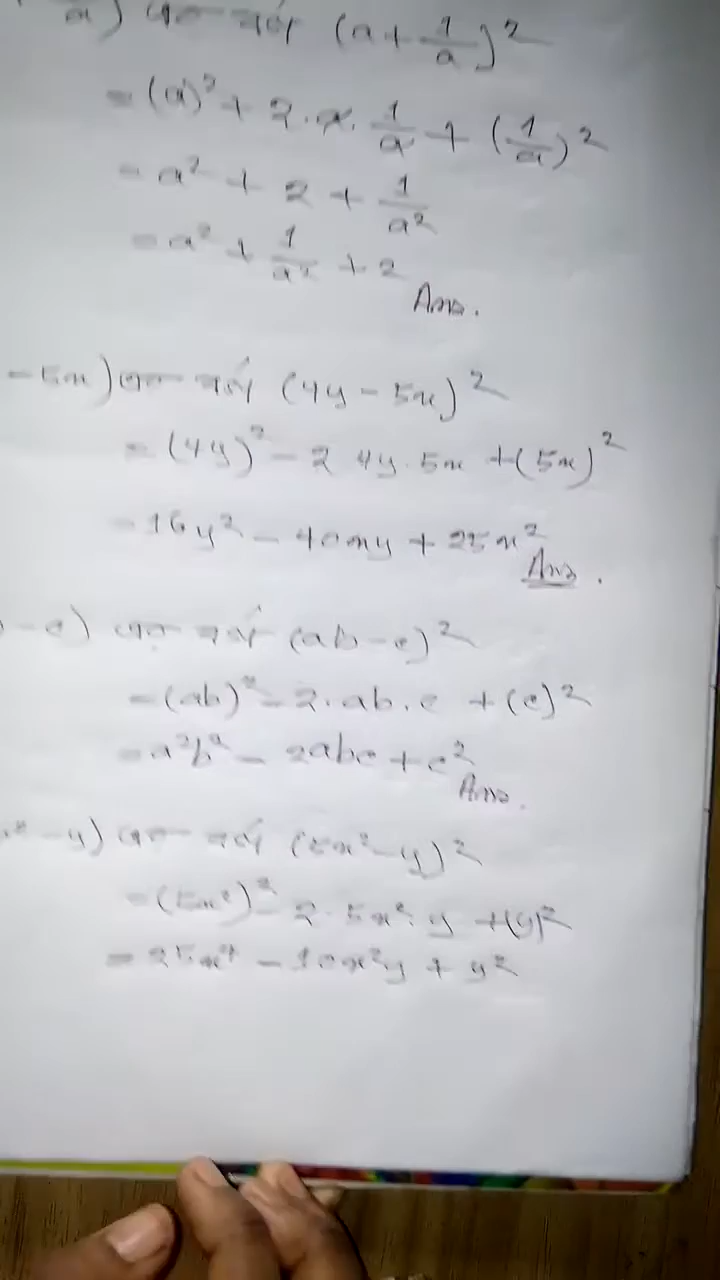 a) এর বর্গ (a + 1/a)²
= (a)² + 2·a·1/a + (1/a)²
= a² + 2 + 1/a²
= a² + 1/a² + 2
Ans.
-5x) এর বর্গ (4y - 5x)²
= (4y)² - 2 4y·5x + (5x)²
= 16y² - 40xy + 25x²
Ans.
- c) এর বর্গ (ab - c)²
= (ab)² - 2·ab·c + (c)²
= a²b² - 2abc + c²
Ans.
x² - y) এর বর্গ (5x² - y)²
= (5x²)² - 2·5x²·y + (y)²
= 25x⁴ - 10x²y + y²